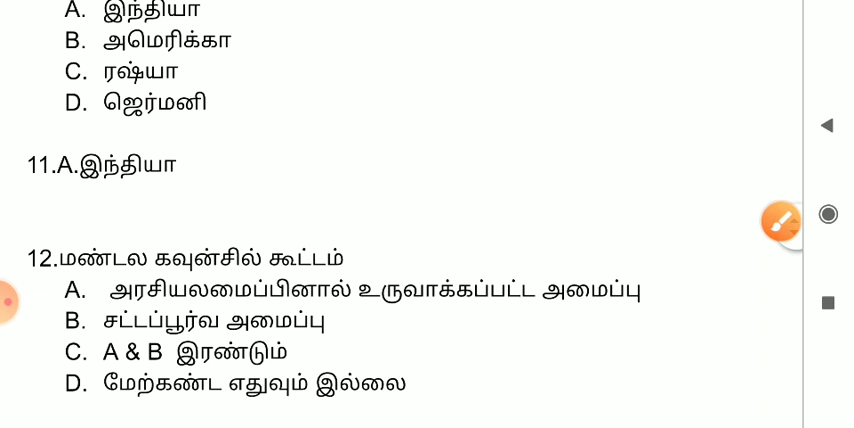 A. இந்தியா
B. அமெரிக்கா
C. ரஷ்யா
D. ஜெர்மனி
11.A.இந்தியா
12.மண்டல கவுன்சில் கூட்டம்
A. அரசியலமைப்பினால் உருவாக்கப்பட்ட அமைப்பு
B. சட்டப்பூர்வ அமைப்பு
C. A & B இரண்டும்
D. மேற்கண்ட எதுவும் இல்லை